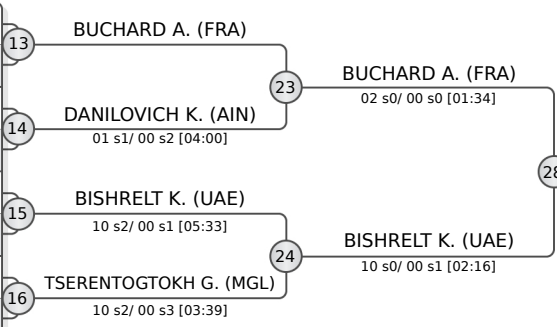 BUCHARD A. (FRA)
13
BUCHARD A. (FRA)
23
02 s0/ 00 s0 [01:34]
DANILOVICH K. (AIN)
14
01 s1/ 00 s2 [04:00]
28
BISHRELT K. (UAE)
15
10 s2/ 00 s1 [05:33]
BISHRELT K. (UAE)
24
10 s0/ 00 s1 [02:16]
TSERENTOGTOKH G. (MGL)
16
10 s2/ 00 s3 [03:39]